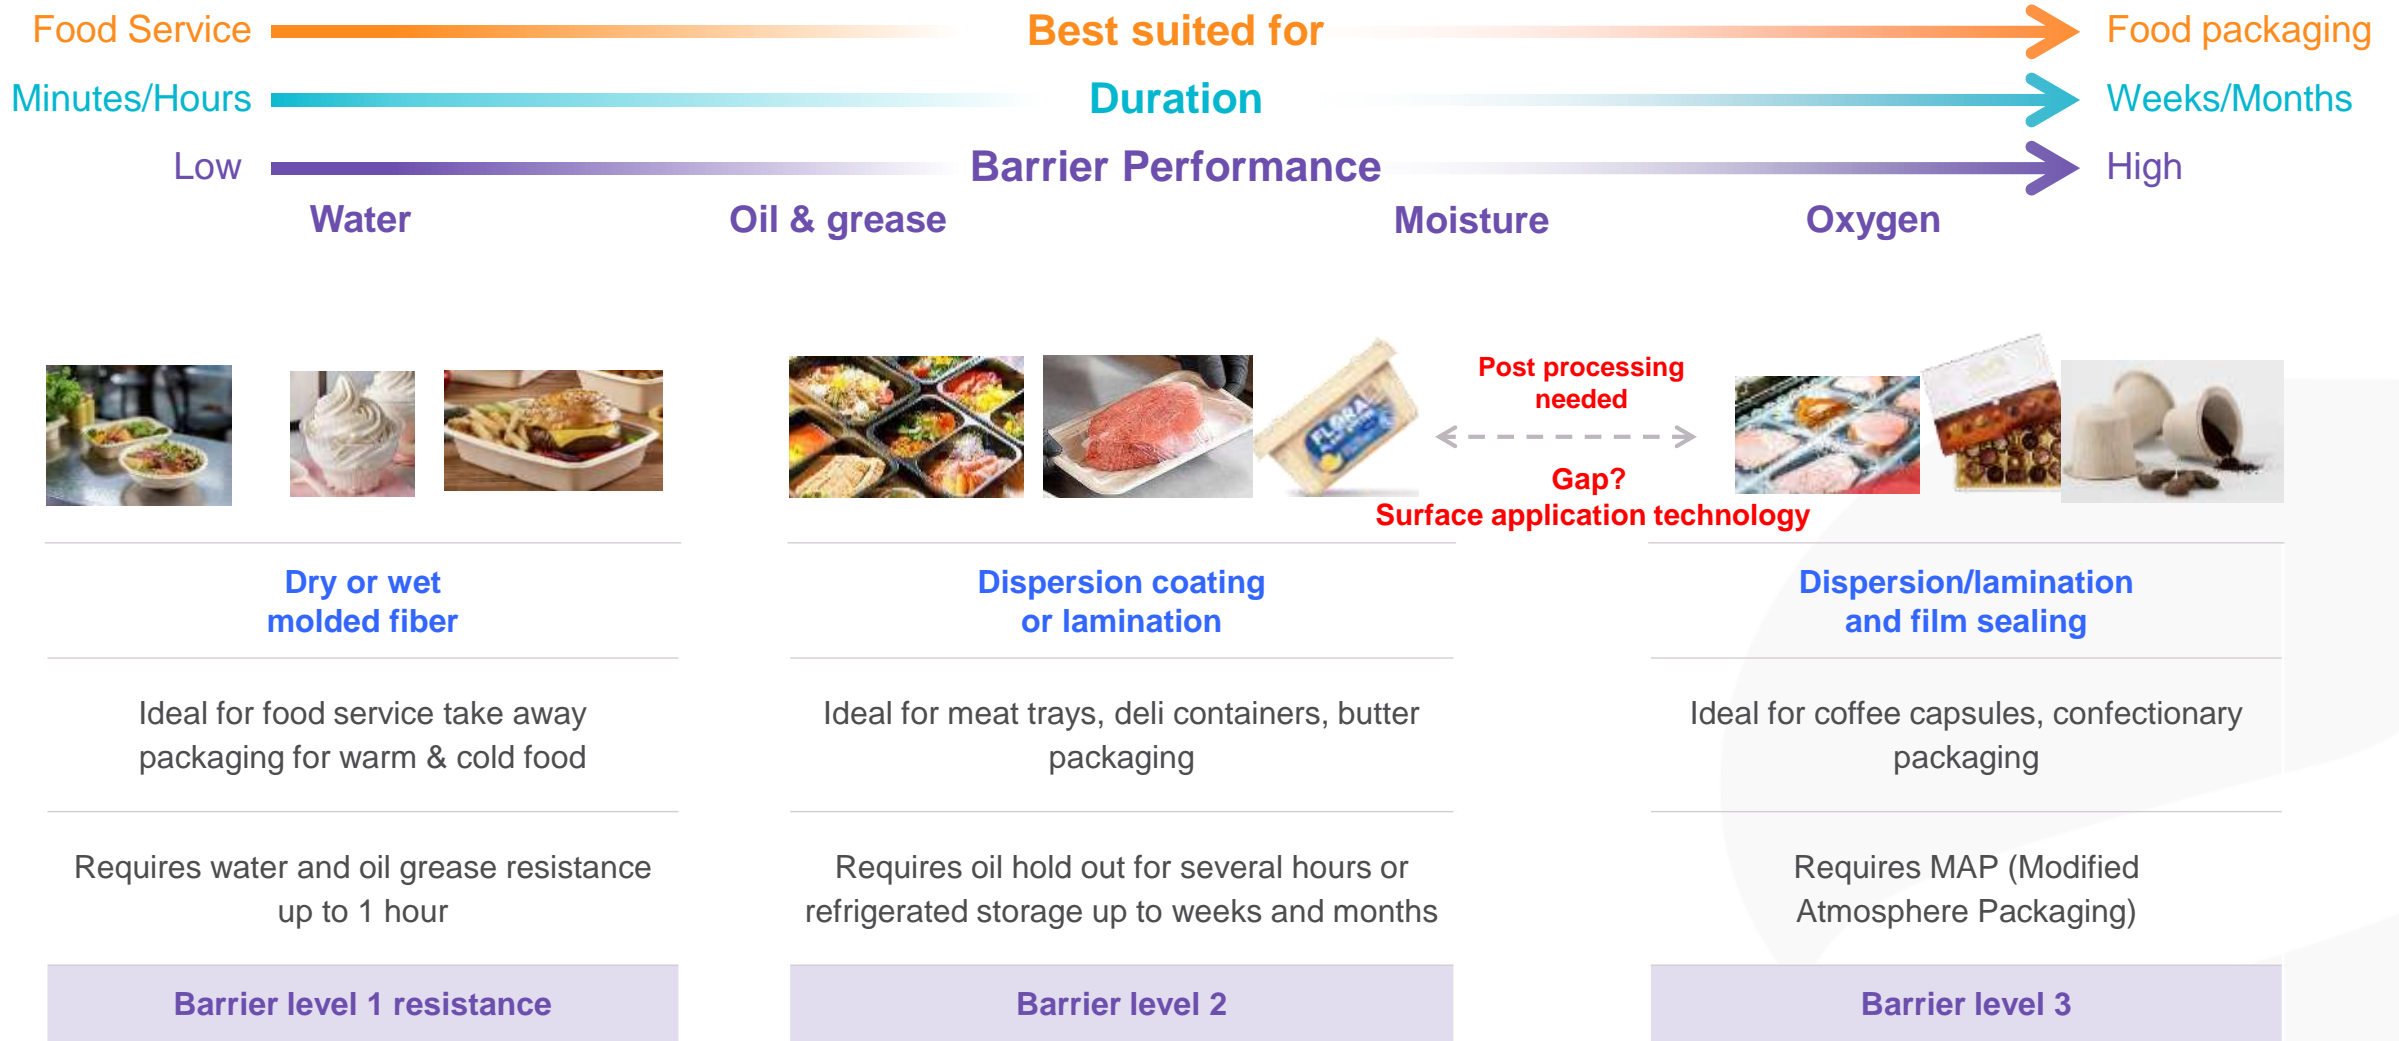 Food Service
Best suited for
Food packaging
Minutes/Hours
Duration
Weeks/Months
Low
Barrier Performance
High
Water
Oil & grease
Moisture
Oxygen
FLORA
Post processing
needed
Gap?
Surface application technology
Dry or wet
molded fiber
Dispersion coating
or lamination
Dispersion/lamination
and film sealing
Ideal for food service take away
packaging for warm & cold food
Ideal for meat trays, deli containers, butter
packaging
Ideal for coffee capsules, confectionary
packaging
Requires water and oil grease resistance
up to 1 hour
Requires oil hold out for several hours or
refrigerated storage up to weeks and months
Requires MAP (Modified
Atmosphere Packaging)
Barrier level 1 resistance
Barrier level 2
Barrier level 3